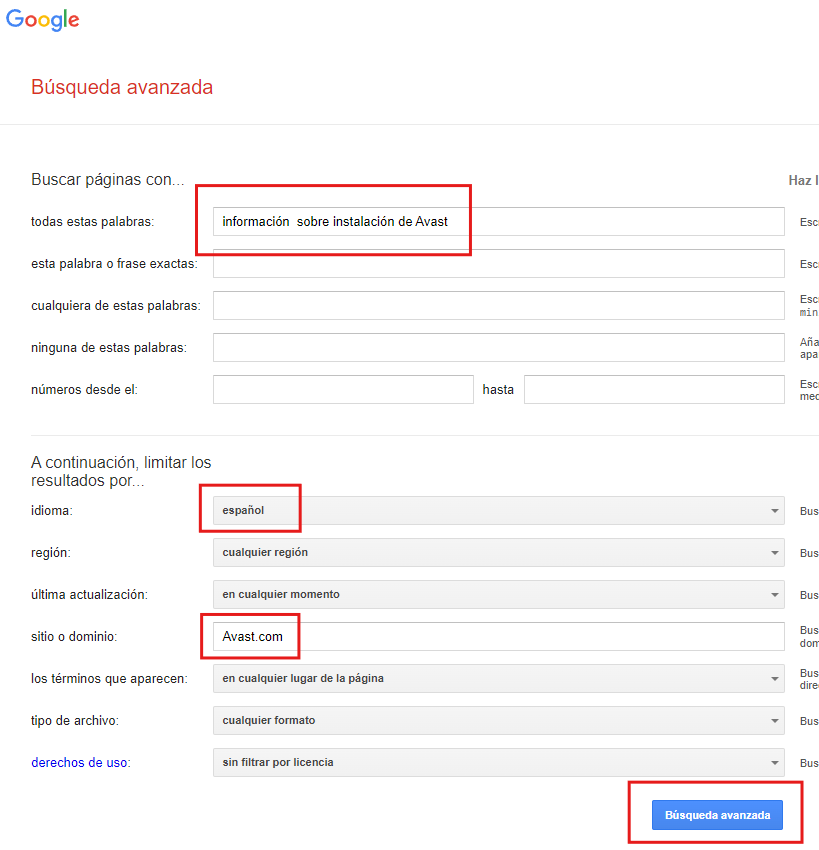 Google
Búsqueda avanzada
Buscar páginas con...
Haz l
todas estas palabras: información  sobre instalación de Avast Esc
esta palabra o frase exactas: Esc
cualquiera de estas palabras: Esc
min
ninguna de estas palabras: Aña
apa
números desde el: hasta Esc
med
A continuación, limitar los
resultados por...
idioma: español Bus
región: cualquier región Bus
última actualización: en cualquier momento Bus
sitio o dominio: Avast.com Bus
dom
los términos que aparecen: en cualquier lugar de la página Bus
dire
tipo de archivo: cualquier formato Bus
derechos de uso: sin filtrar por licencia Bus
Búsqueda avanzada